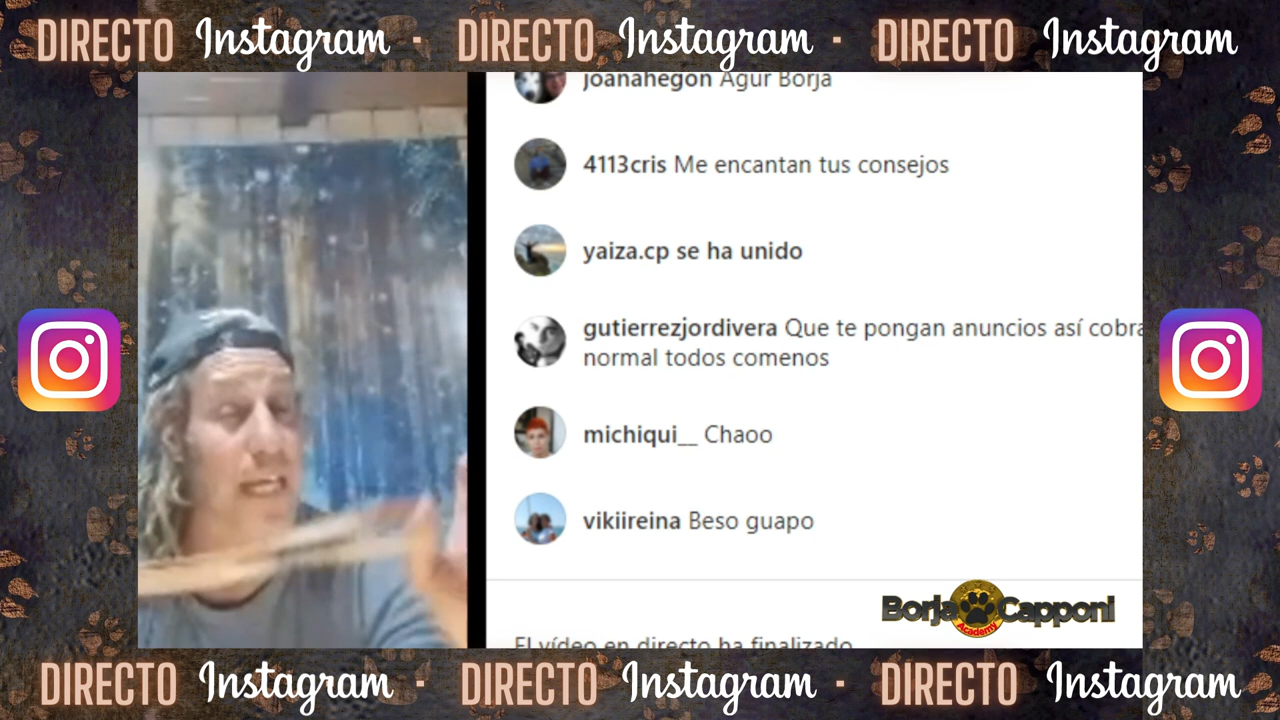 DIRECTO Instagram · DIRECTO Instagram · DIRECTO Instagram
joanahegon Agur Borja
4113cris Me encantan tus consejos
yaiza.cp se ha unido
gutierrezjordivera Que te pongan anuncios así cobra
normal todos comenos
michiqui__ Chaoo
vikiireina Beso guapo
Borja Capponi
Academy
El vídeo en directo ha finalizado
DIRECTO Instagram · DIRECTO Instagram · DIRECTO Instagram